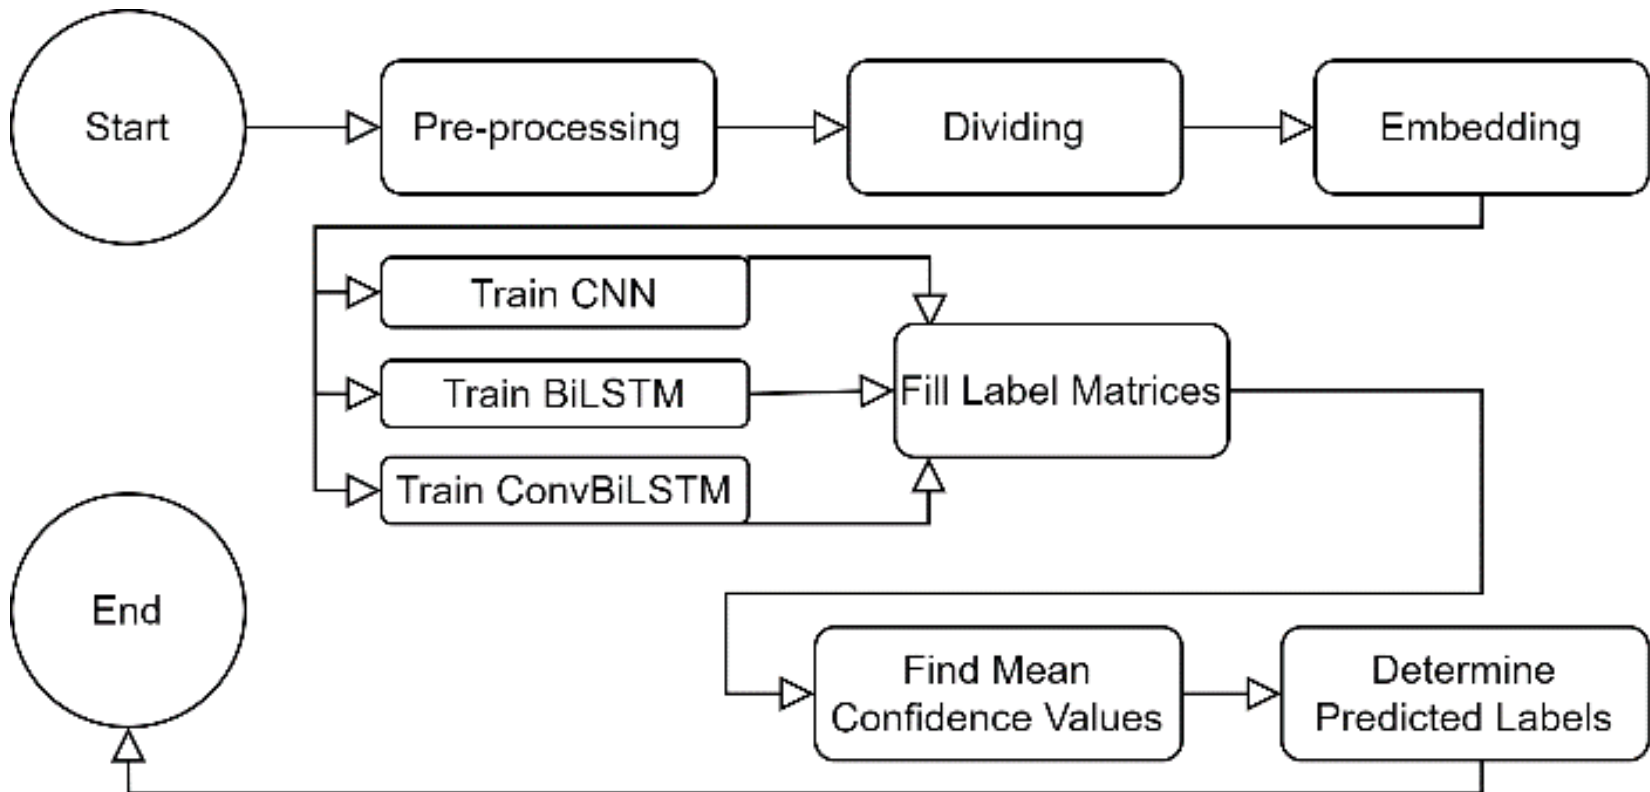 Start
Pre-processing
Dividing
Embedding
Train CNN
Train BiLSTM
Fill Label Matrices
Train ConvBiLSTM
End
Find Mean
Confidence Values
Determine
Predicted Labels